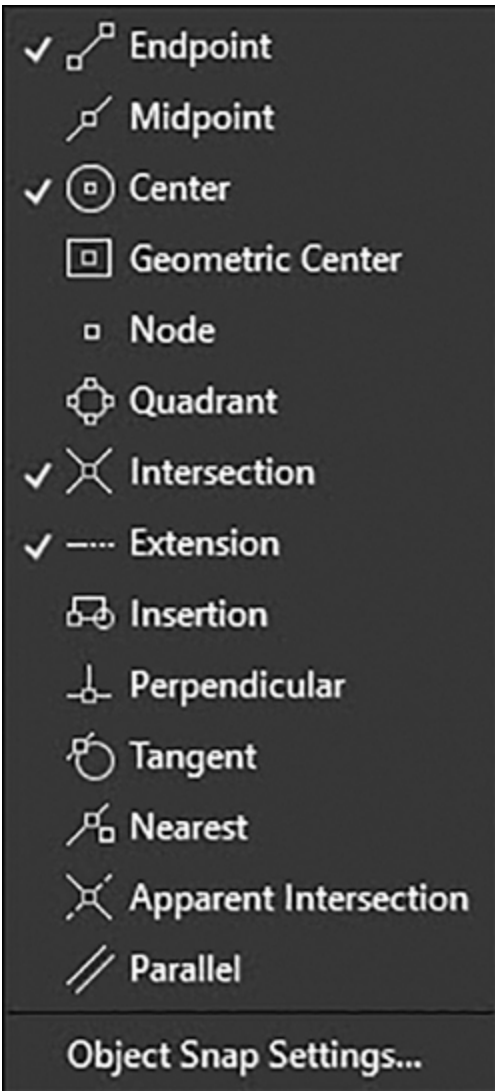 Endpoint
Midpoint
Center
Geometric Center
Node
Quadrant
Intersection
Extension
Insertion
Perpendicular
Tangent
Nearest
Apparent Intersection
Parallel
Object Snap Settings...